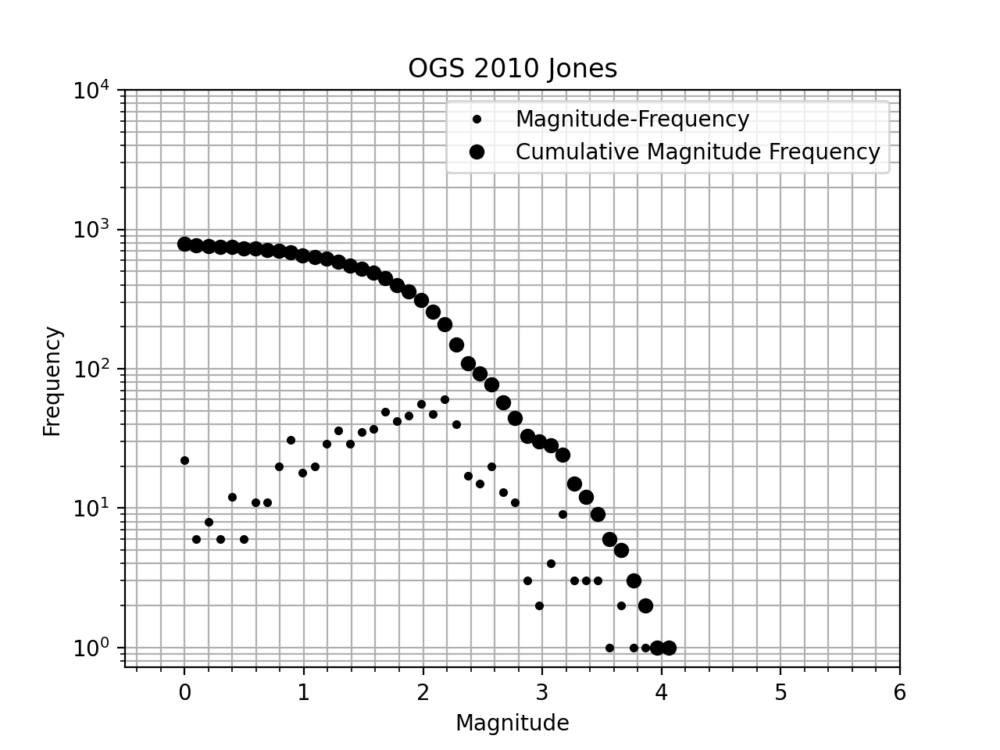 OGS 2010 Jones
10⁴
10³
10²
10¹
10⁰
Frequency
Magnitude-Frequency
Cumulative Magnitude Frequency
0 1 2 3 4 5 6
Magnitude